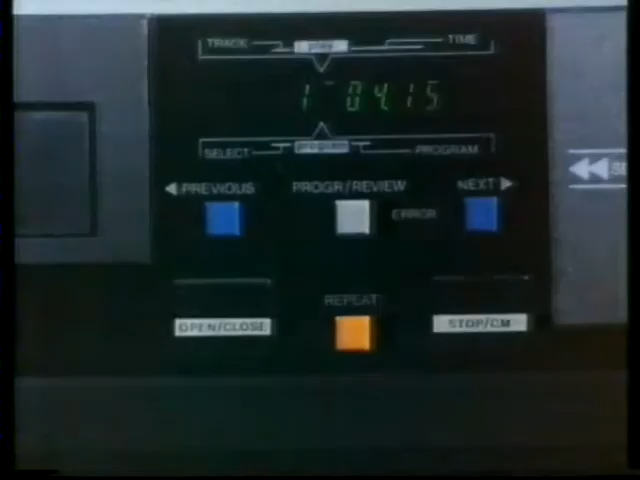 TRACK play TIME
1 04.15
SELECT program PROGRAM
◀ PREVIOUS PROGR/REVIEW NEXT ▶
ERROR
REPEAT
OPEN/CLOSE STOP/CM